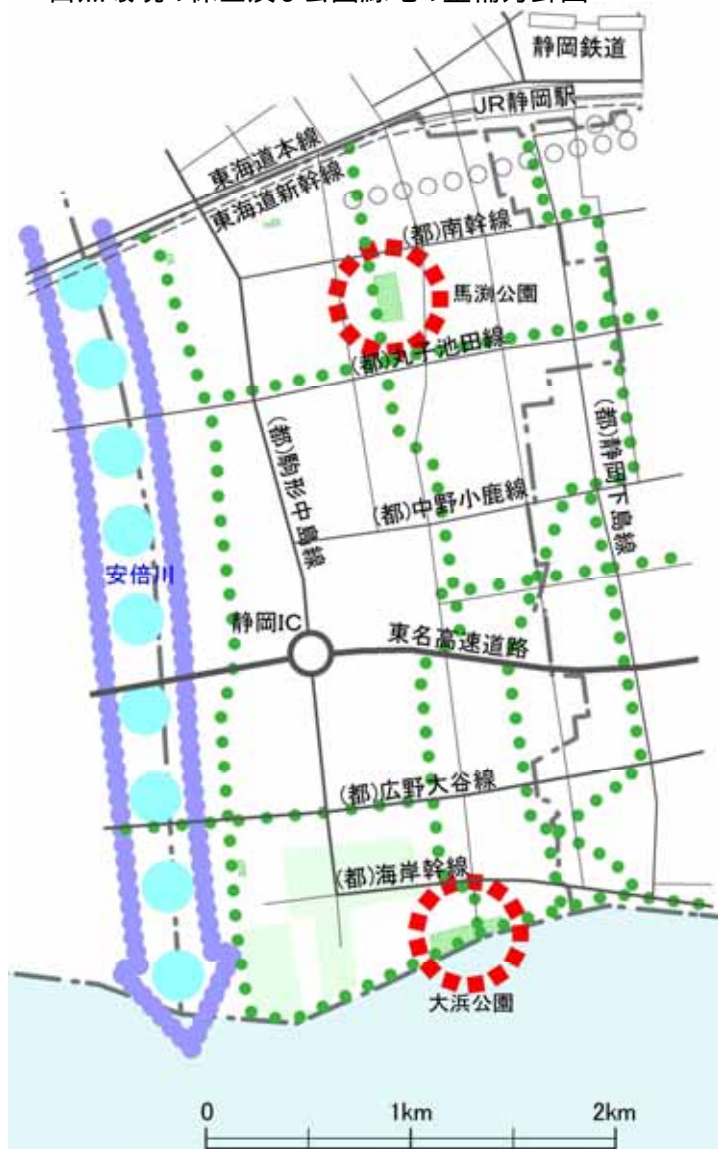 静岡鉄道
JR静岡駅
東海道本線
東海道新幹線
(都)南幹線
馬渕公園
(都)丸子池田線
(都)駒形中島線
(都)静岡下島線
(都)中野小鹿線
安倍川
静岡IC
東名高速道路
(都)広野大谷線
(都)海岸幹線
大浜公園
0 1km 2km